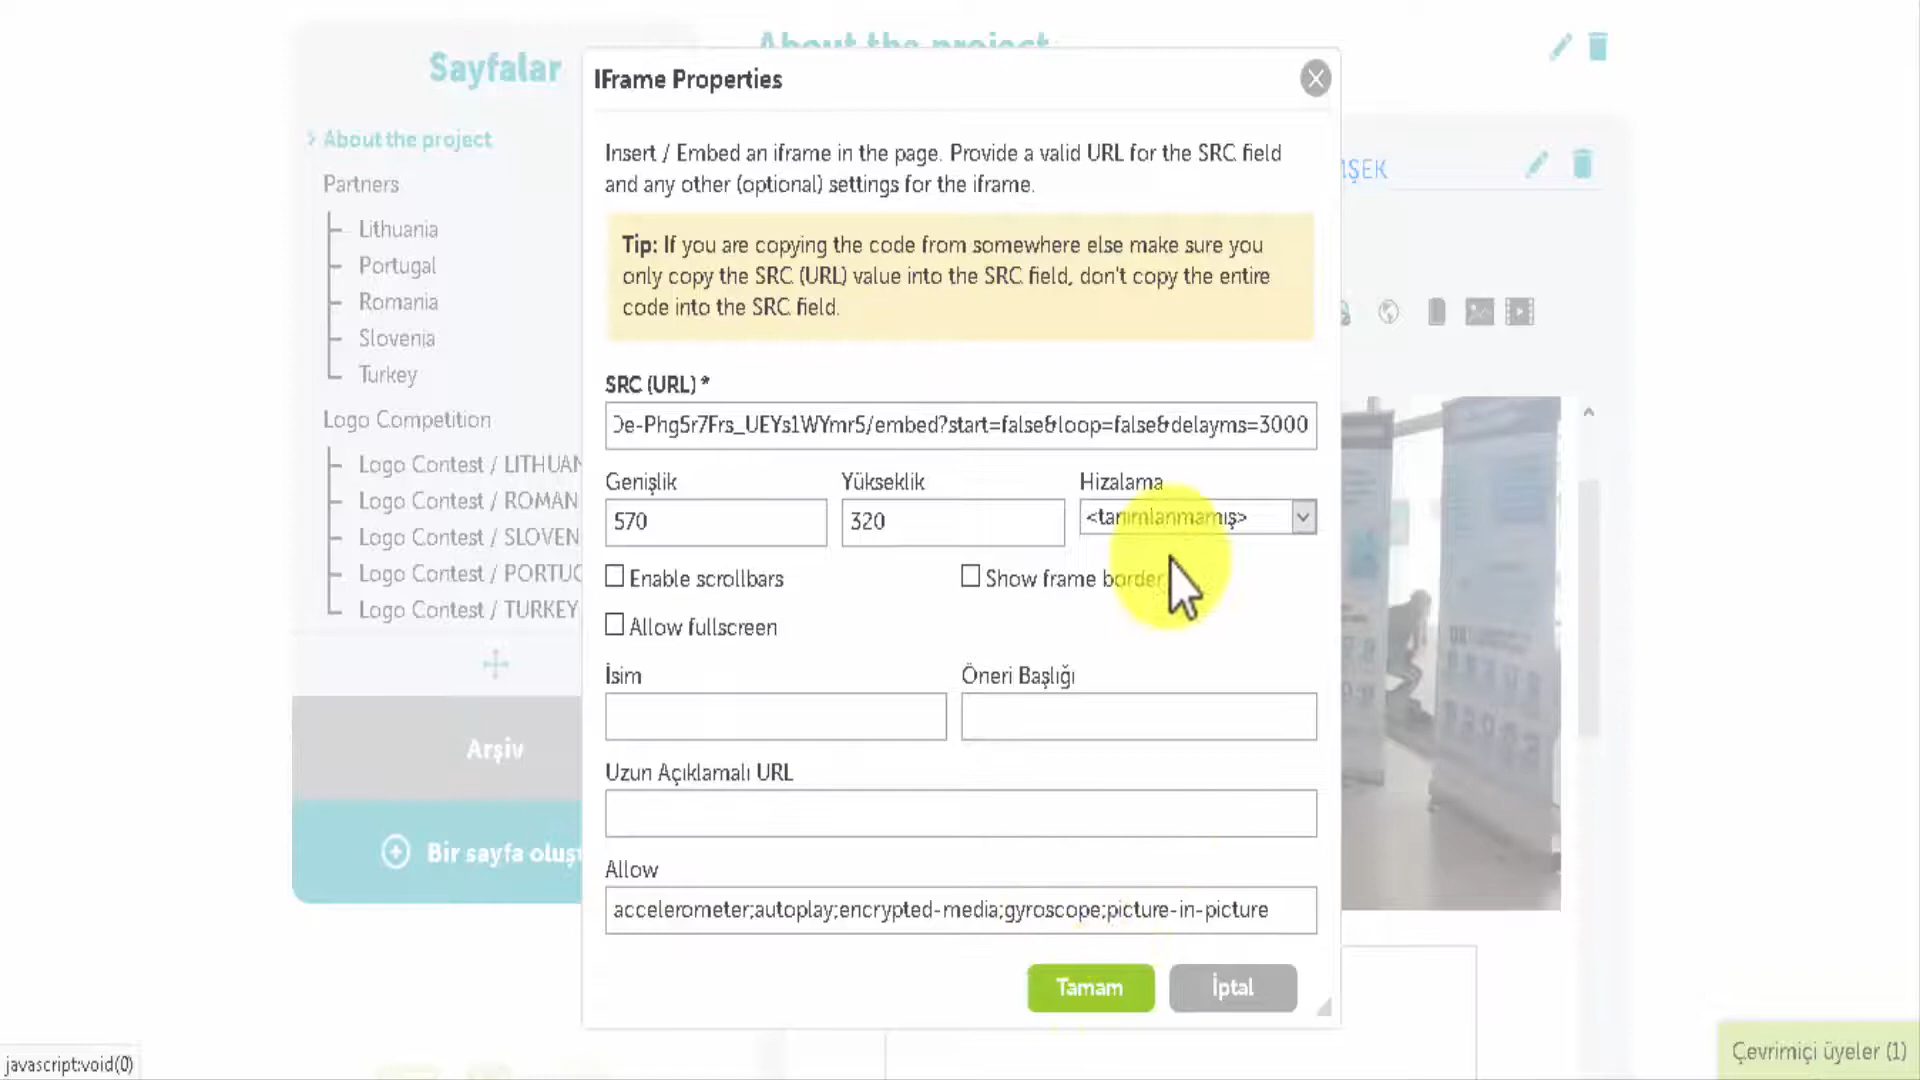 About the project
Sayfalar
> About the project
Partners
Lithuania
Portugal
Romania
Slovenia
Turkey
Logo Competition
Logo Contest / LITHUAN
Logo Contest / ROMAN
Logo Contest / SLOVEN
Logo Contest / PORTUG
Logo Contest / TURKEY
Arşiv
Bir sayfa oluşt
IFrame Properties
Insert / Embed an iframe in the page. Provide a valid URL for the SRC field
and any other (optional) settings for the iframe.
Tip: If you are copying the code from somewhere else make sure you
only copy the SRC (URL) value into the SRC field, don't copy the entire
code into the SRC field.
SRC (URL) *
De-Phg5r7Frs_UEYs1WYmr5/embed?start=false&loop=false&delayms=3000
Genişlik Yükseklik Hizalama
570 320 <tanımlanmamış>
Enable scrollbars Show frame border
Allow fullscreen
İsim Öneri Başlığı
Uzun Açıklamalı URL
Allow
accelerometer;autoplay;encrypted-media;gyroscope;picture-in-picture
Tamam İptal
MŞEK
javascript:void(0)
Çevrimiçi üyeler (1)